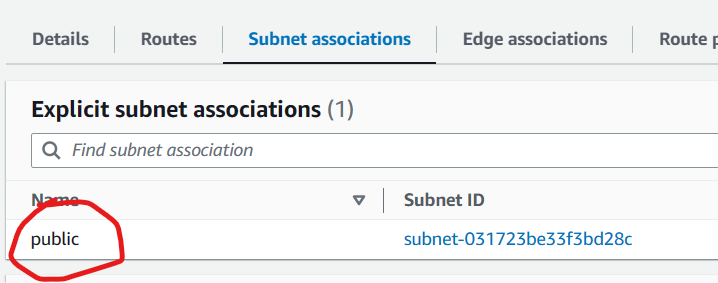 Details Routes Subnet associations Edge associations Route
Explicit subnet associations (1)
Find subnet association
Name Subnet ID
public subnet-031723be33f3bd28c